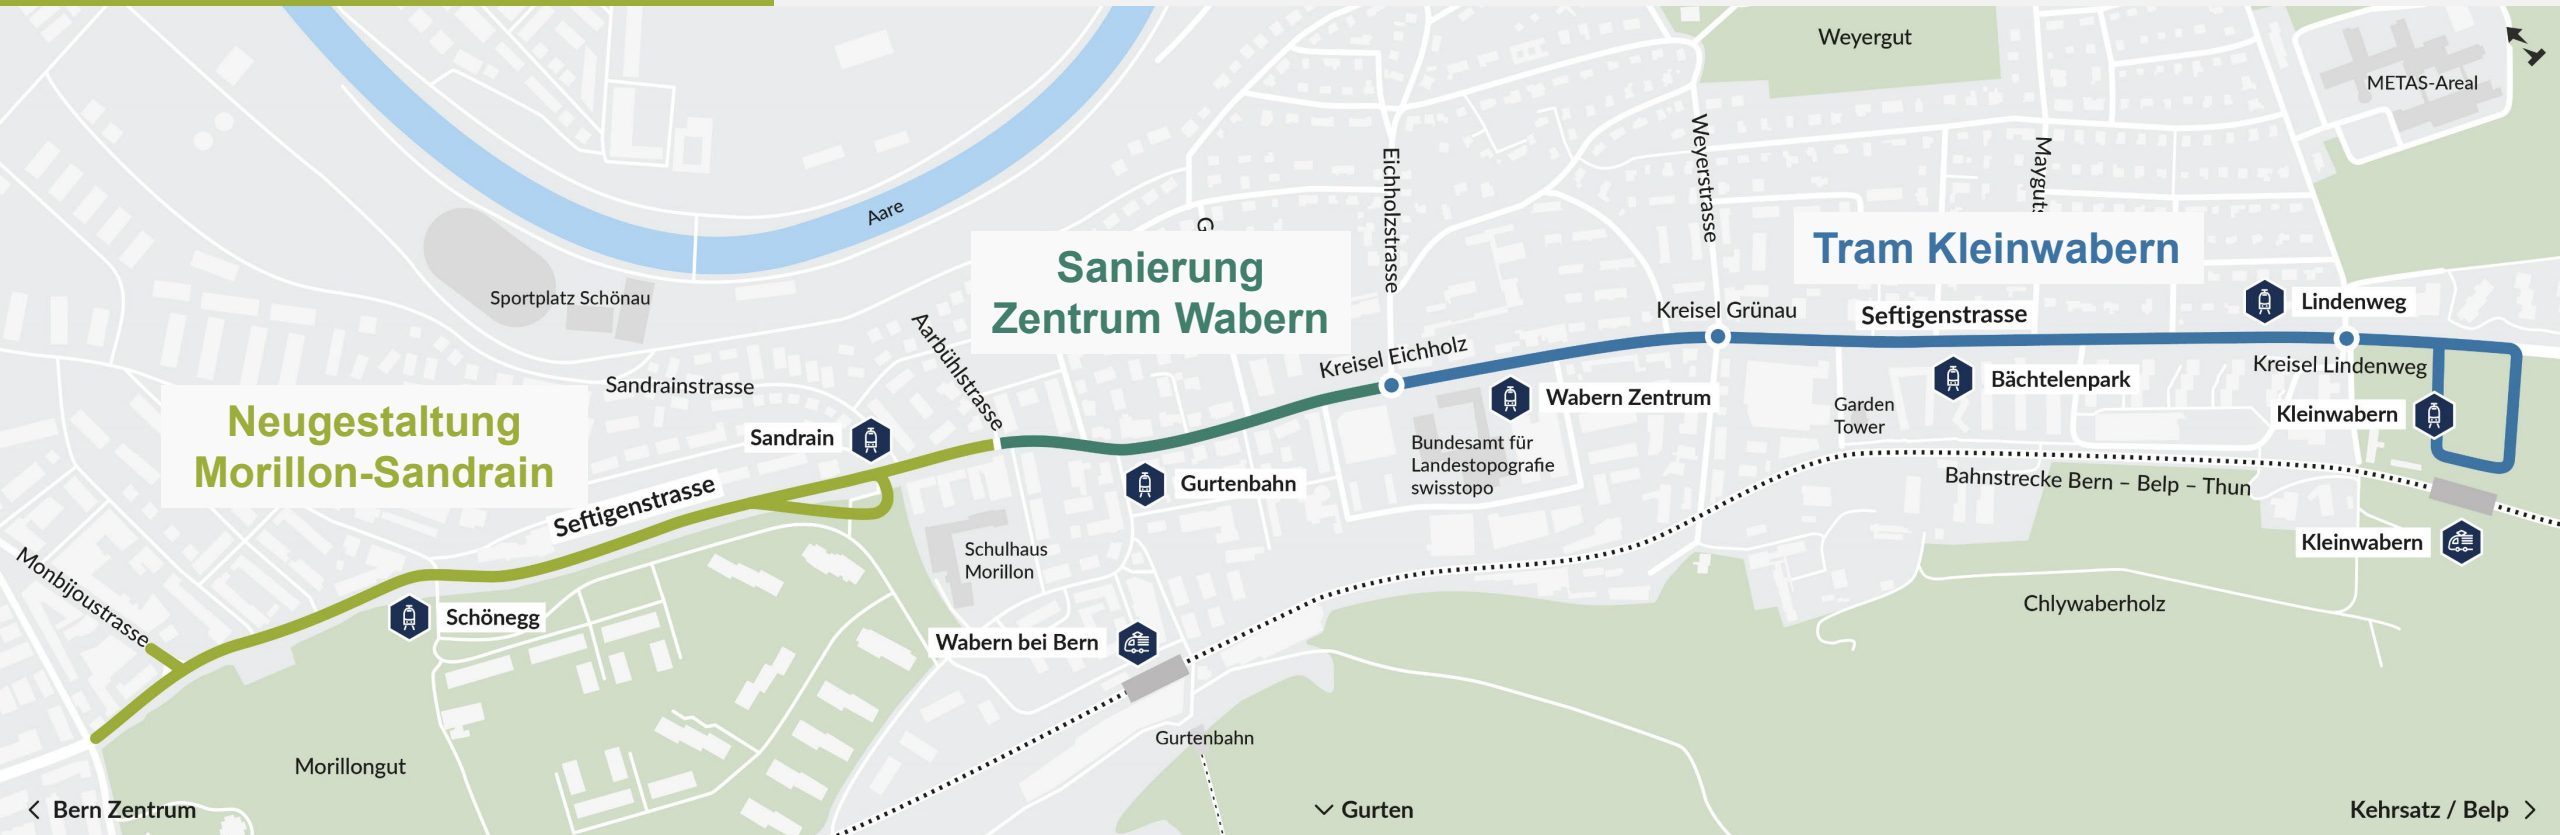 Weyergut
METAS-Areal
Aare
Eichholzstrasse
Weyerstrasse
Sportplatz Schönau
Sanierung
Zentrum Wabern
Tram Kleinwabern
Aarbühlstrasse
Kreisel Eichholz
Kreisel Grünau
Seftigenstrasse
Lindenweg
Kreisel Lindenweg
Sandrainstrasse
Neugestaltung
Morillon-Sandrain
Sandrain
Wabern Zentrum
Bächtelenpark
Kleinwabern
Garden
Tower
Bundesamt für
Landestopografie
swisstopo
Gurtenbahn
Seftigenstrasse
Bahnstrecke Bern – Belp – Thun
Kleinwabern
Schulhaus
Morillon
Monbijoustrasse
Schönegg
Wabern bei Bern
Chlywaberholz
Gurtenbahn
Morillongut
Bern Zentrum
Gurten
Kehrsatz / Belp